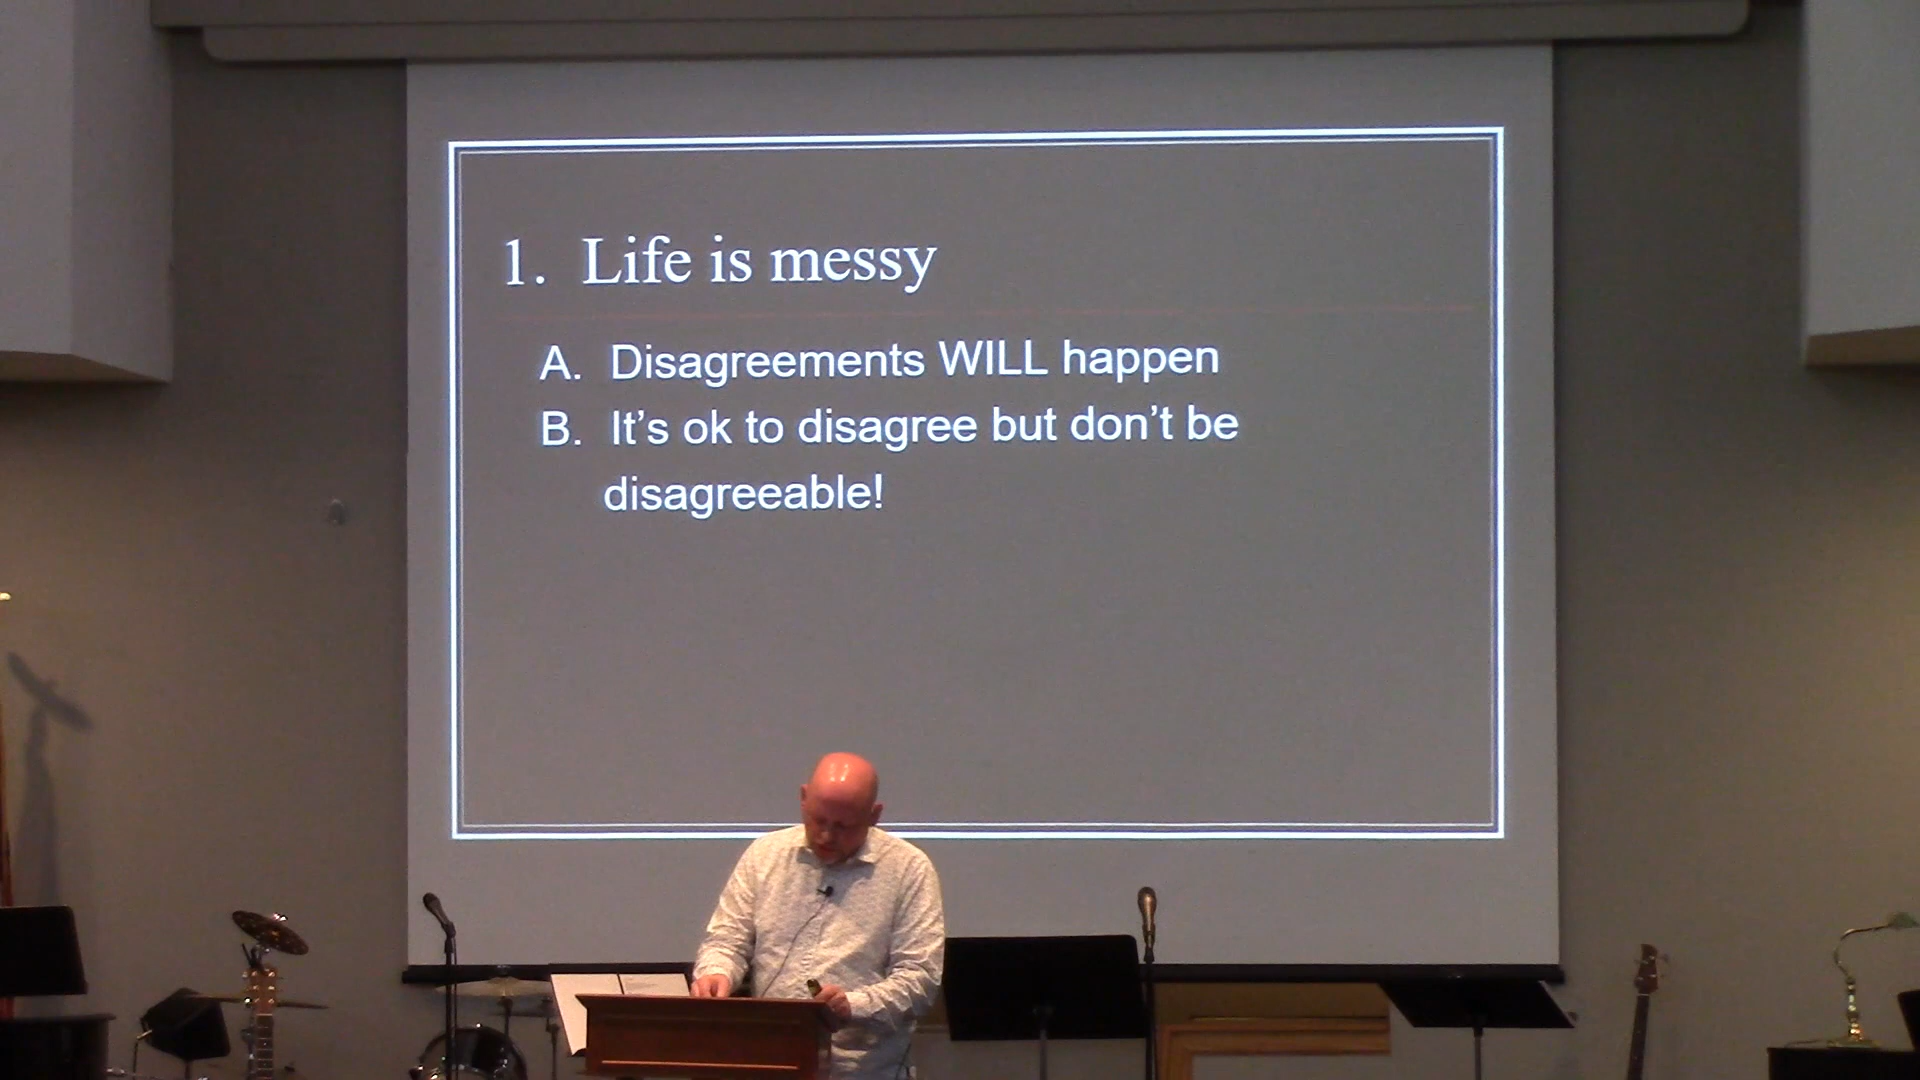 1. Life is messy
A. Disagreements WILL happen
B. It's ok to disagree but don't be
disagreeable!